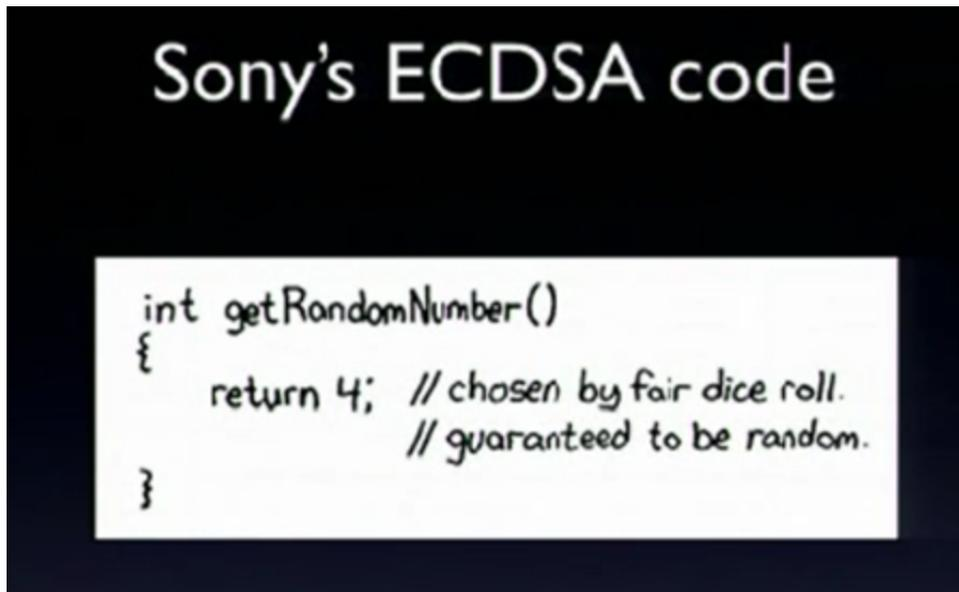 Sony's ECDSA code
int getRandomNumber()
{
return 4; // chosen by fair dice roll.
// guaranteed to be random.
}